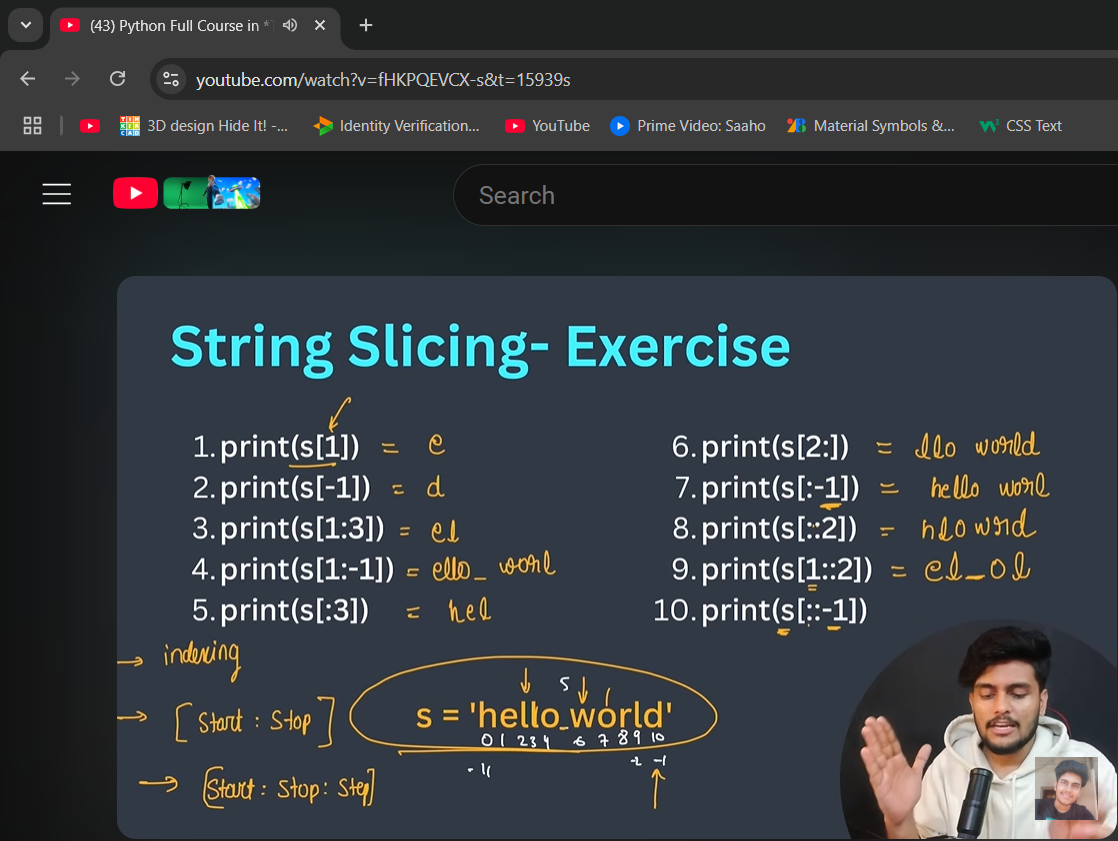 (43) Python Full Course in *
youtube.com/watch?v=fHKPQEVCX-s&t=15939s
3D design Hide It! -... Identity Verification... YouTube Prime Video: Saaho Material Symbols &... CSS Text
Search
String Slicing- Exercise
1. print(s[1]) = e
2. print(s[-1]) = d
3. print(s[1:3]) = el
4. print(s[1:-1]) = ello_ worl
5. print(s[:3]) = hel
6. print(s[2:]) = llo world
7. print(s[:-1]) = hello worl
8. print(s[::2]) = hlo wrd
9. print(s[1::2]) = el_ol
10. print(s[::-1])
→ indexing
→ [Start : Stop]
→ [Start : Stop : Step]
5
s = 'hello_world'
0 1 2 3 4 6 7 8 9 10
-11 -2 -1